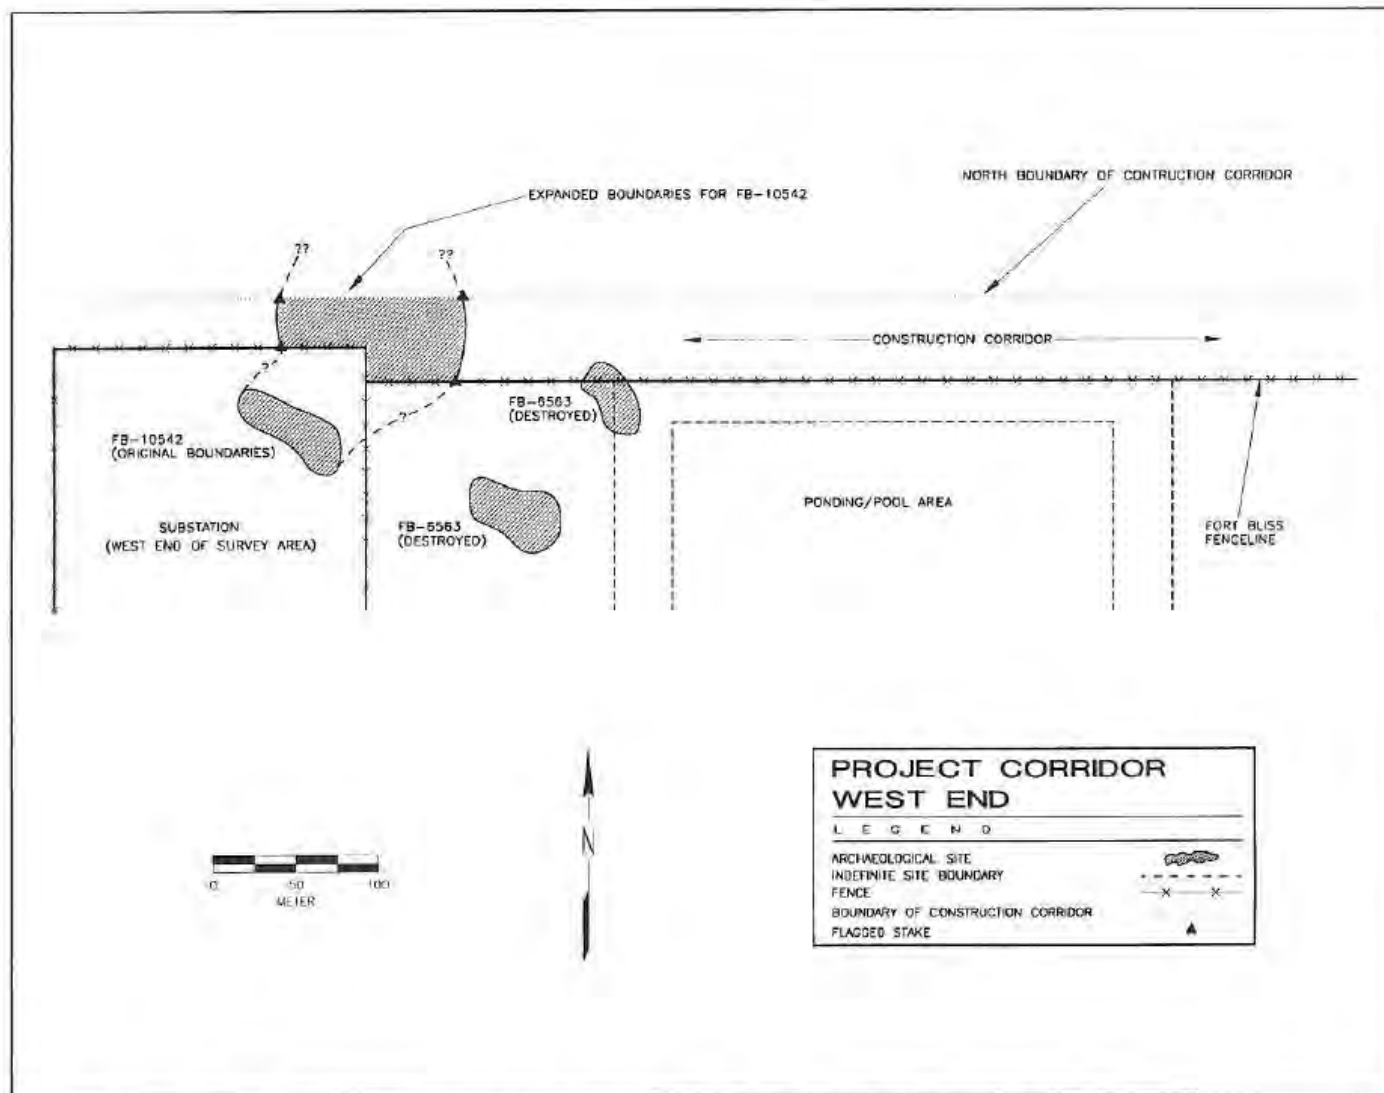 NORTH BOUNDARY OF CONTRUCTION CORRIDOR
EXPANDED BOUNDARIES FOR FB-10542
??
??
CONSTRUCTION CORRIDOR
?
FB-6563
(DESTROYED)
?
FB-10542
(ORIGINAL BOUNDARIES)
PONDING/POOL AREA
SUBSTATION
(WEST END OF SURVEY AREA)
FB-6563
(DESTROYED)
FORT BLISS
FENCELINE
N
0 50 100
METER
PROJECT CORRIDOR
WEST END
LEGEND
ARCHAEOLOGICAL SITE
INDEFINITE SITE BOUNDARY
FENCE
BOUNDARY OF CONSTRUCTION CORRIDOR
FLAGGED STAKE